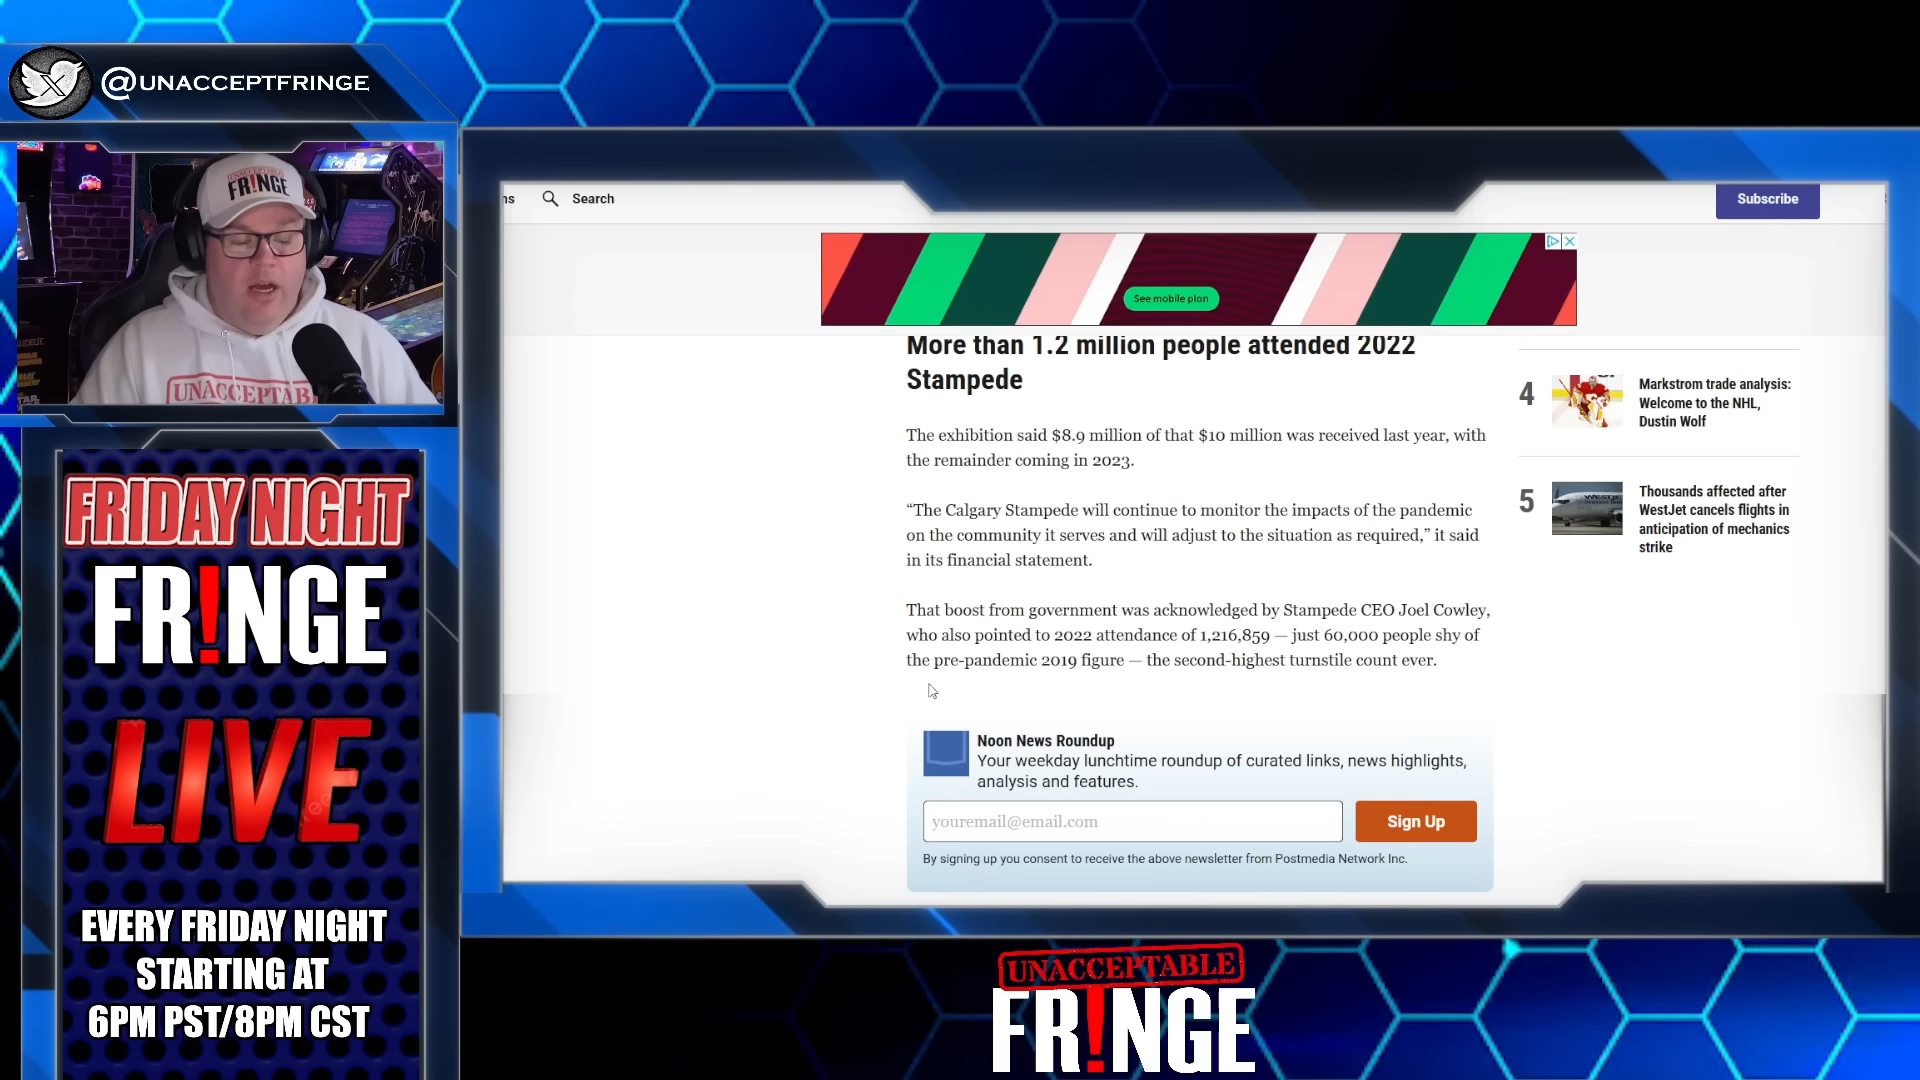 @UNACCEPTFRINGE
FR!NGE
UNACCEPTAB
FRIDAY NIGHT
FR!NGE
LIVE
EVERY FRIDAY NIGHT
STARTING AT
6PM PST/8PM CST
ns
Search
Subscribe
See mobile plan
More than 1.2 million people attended 2022
Stampede
The exhibition said $8.9 million of that $10 million was received last year, with
the remainder coming in 2023.
“The Calgary Stampede will continue to monitor the impacts of the pandemic
on the community it serves and will adjust to the situation as required,” it said
in its financial statement.
That boost from government was acknowledged by Stampede CEO Joel Cowley,
who also pointed to 2022 attendance of 1,216,859 — just 60,000 people shy of
the pre-pandemic 2019 figure — the second-highest turnstile count ever.
Noon News Roundup
Your weekday lunchtime roundup of curated links, news highlights,
analysis and features.
youremail@email.com
Sign Up
By signing up you consent to receive the above newsletter from Postmedia Network Inc.
4
Markstrom trade analysis:
Welcome to the NHL,
Dustin Wolf
5
Thousands affected after
WestJet cancels flights in
anticipation of mechanics
strike
UNACCEPTABLE
FR!NGE